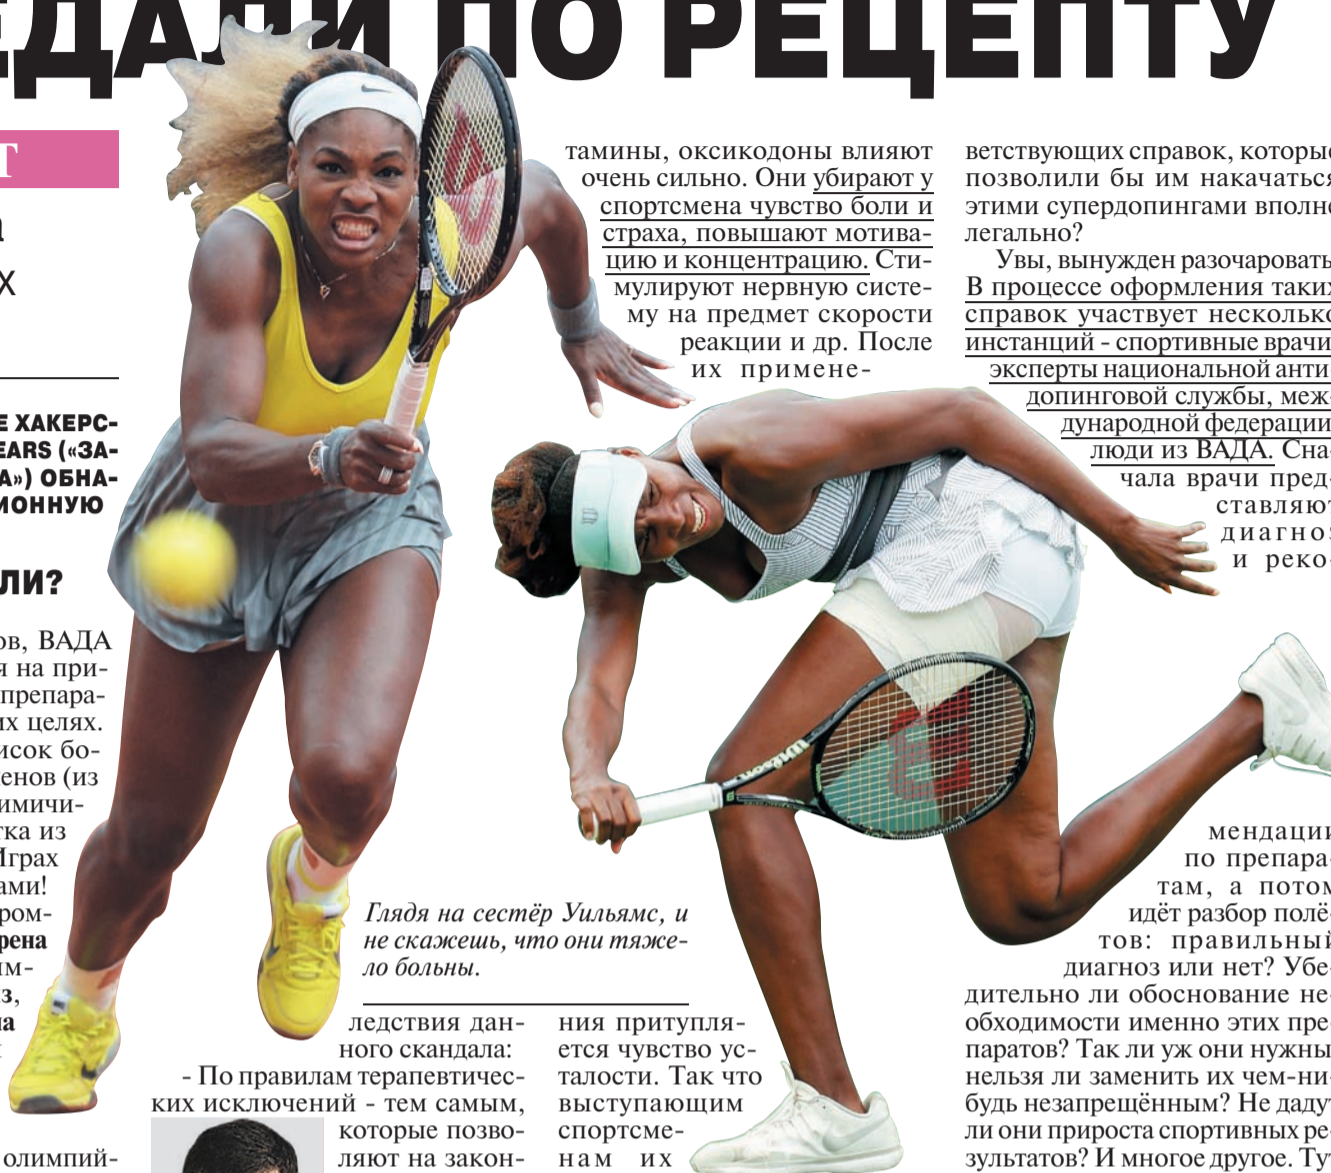 ЕДАЛИ ПО РЕЦЕПТУ
Т
а
х
Е ХАКЕРС-
EARS («ЗА-
А») ОБНА-
ИОННУЮ
ЛИ?
ов, ВАДА
я на при-
препара-
их целях.
исок бо-
енов (из
имичи-
тка из
Играх
ами!
ром-
рена
им-
з,
на
олимпий-
Глядя на сестёр Уильямс, и
не скажешь, что они тяже-
ло больны.
ледствия дан-
ного скандала:
- По правилам терапевтичес-
ких исключений - тем самым,
которые позво-
ляют на закон-
тамины, оксикодоны влияют
очень сильно. Они убирают у
спортсмена чувство боли и
страха, повышают мотива-
цию и концентрацию. Сти-
мулируют нервную систе-
му на предмет скорости
реакции и др. После
их примене-
ния притупля-
ется чувство ус-
талости. Так что
выступающим
спортсме-
нам их
ветствующих справок, которые
позволили бы им накачаться
этими супердопингами вполне
легально?
Увы, вынужден разочаровать.
В процессе оформления таких
справок участвует несколько
инстанций - спортивные врачи,
эксперты национальной анти-
допинговой службы, меж-
дународной федерации,
люди из ВАДА. Сна-
чала врачи пред-
ставляют
диагноз
и реко-
мендации
по препара-
там, а потом
идёт разбор полё-
тов: правильный
диагноз или нет? Убе-
дительно ли обоснование не-
обходимости именно этих пре-
паратов? Так ли уж они нужны,
нельзя ли заменить их чем-ни-
будь незапрещённым? Не дадут
ли они прироста спортивных ре-
зультатов? И многое другое. Тут
Wilson